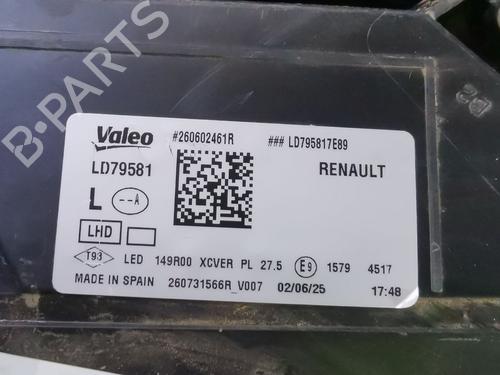 B-PARTS
Valeo #260602461R ### LD795817E89
LD79581 RENAULT
L --A
LHD
T93 LED 149R00 XCVER PL 27.5 E9 1579 4517
MADE IN SPAIN 260731566R_V007 02/06/25 17:48